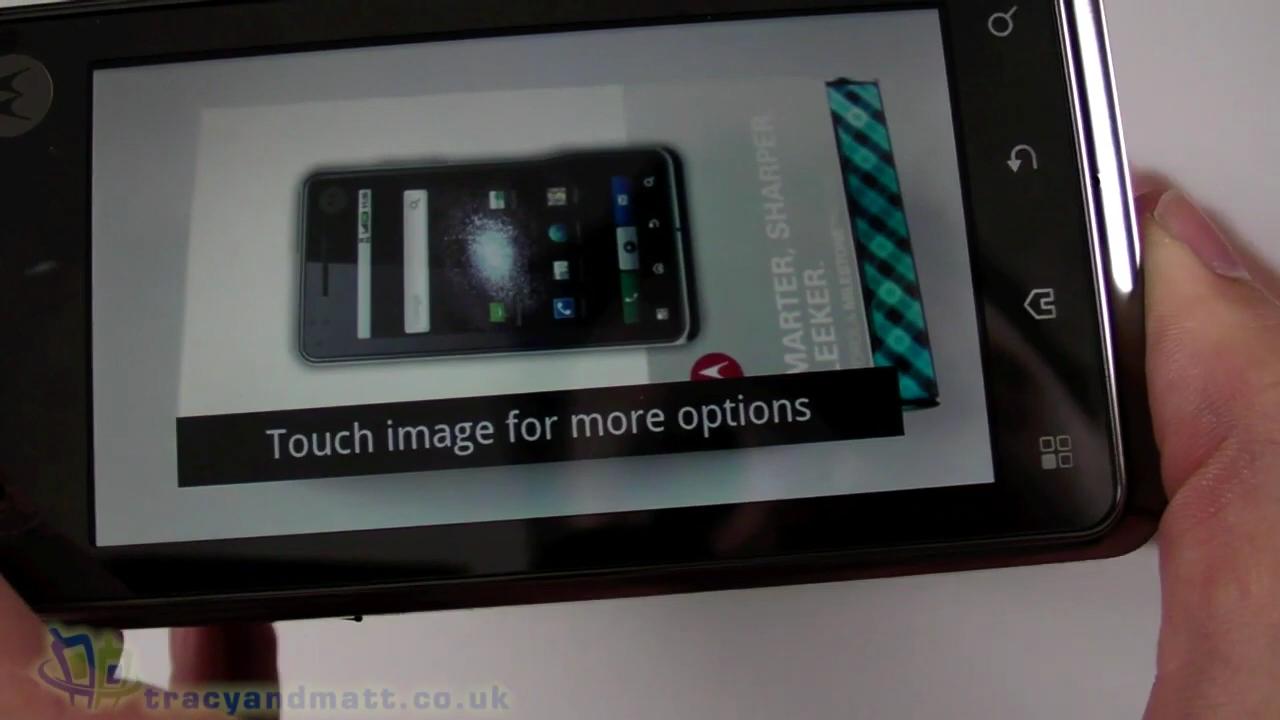 MARTER, SHARPER
LEEKER.
Touch image for more options
tracyandmatt.co.uk